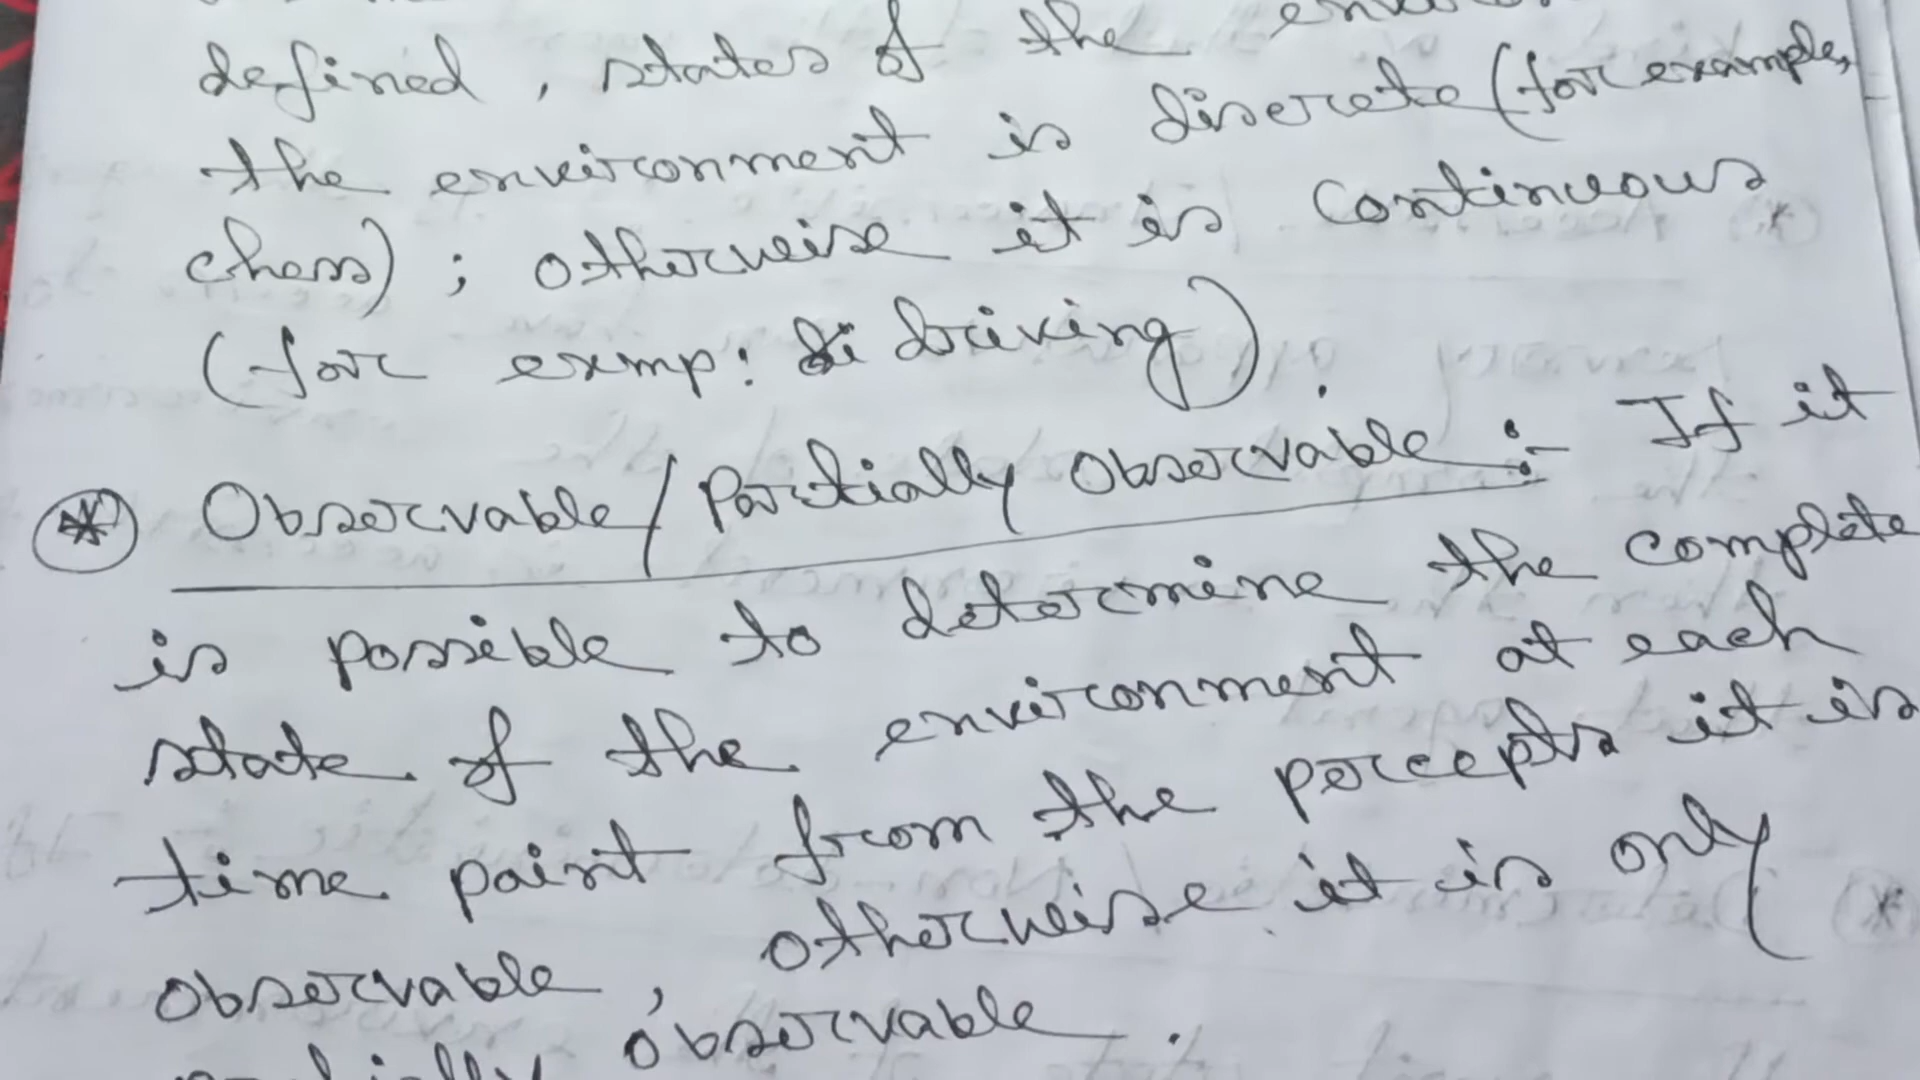 defined, states of the
the environment is discrete (for example,
chess) ; otherwise it is continuous
(for exmp: driving).
* Observable / Partially Observable :- If it
is possible to determine the complete
state of the environment at each
time point from the percepts it is
observable, otherwise it is only
partially observable.